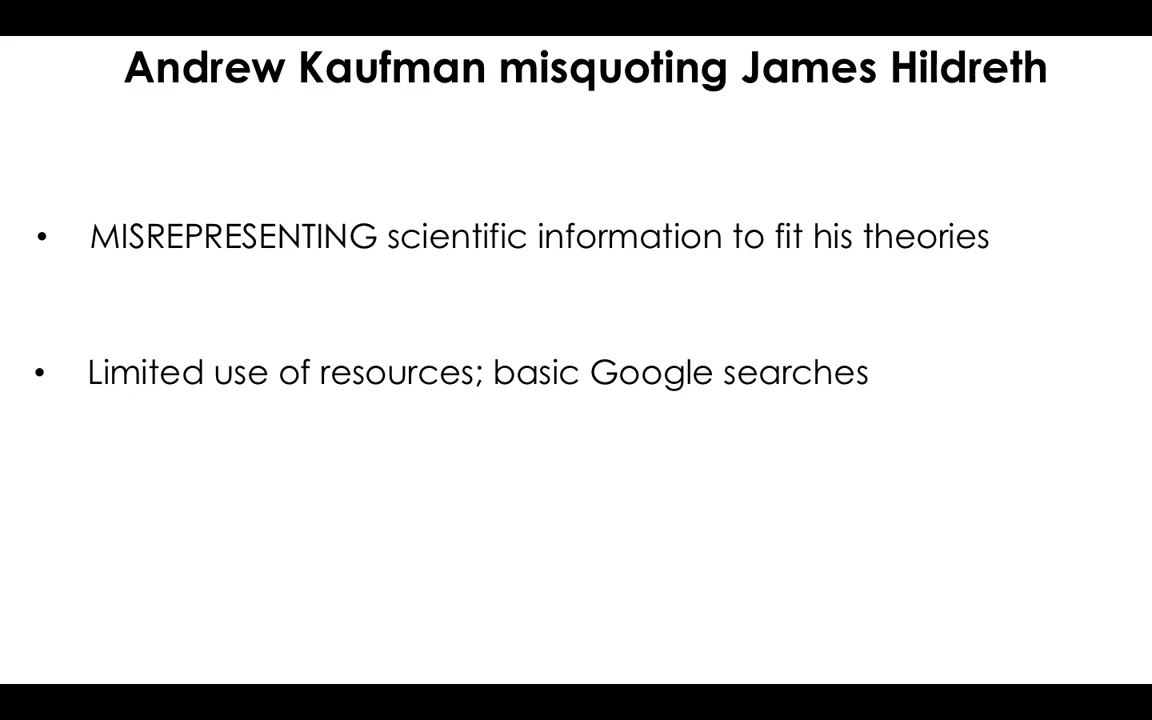 Andrew Kaufman misquoting James Hildreth
• MISREPRESENTING scientific information to fit his theories
• Limited use of resources; basic Google searches